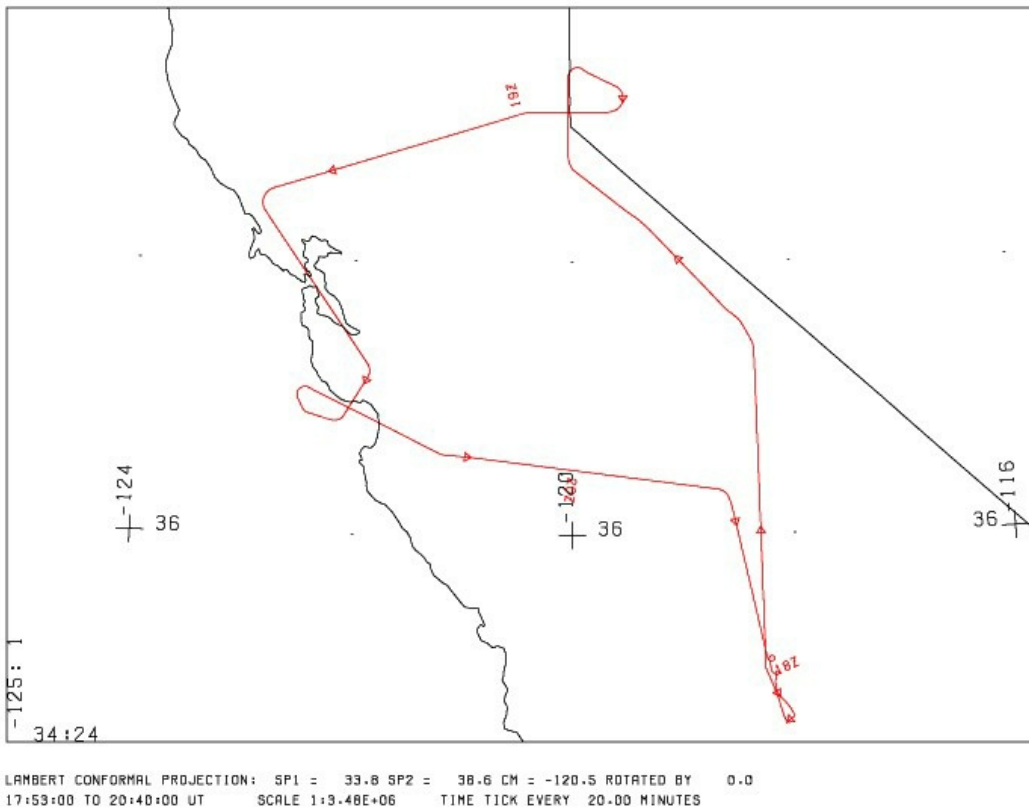 19Z
-124
36
-120
20Z
36
-116
36
18Z
-125: 1
34:24
LAMBERT CONFORMAL PROJECTION: SP1 = 33.8 SP2 = 38.6 CM = -120.5 ROTATED BY 0.0
17:53:00 TO 20:40:00 UT SCALE 1:3.48E+06 TIME TICK EVERY 20.00 MINUTES